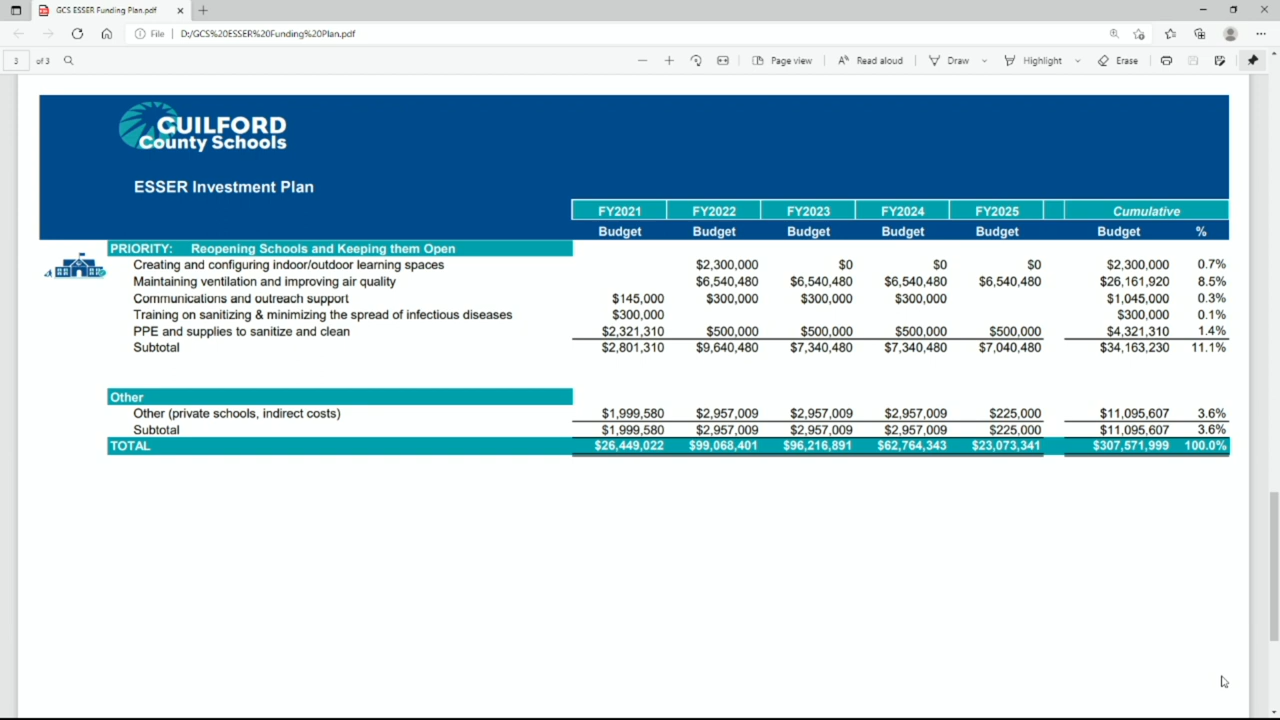 GCS ESSER Funding Plan.pdf
File D:/GCS%20ESSER%20Funding%20Plan.pdf
3 of 3 Page view Read aloud Draw Highlight Erase
GUILFORD
County Schools
ESSER Investment Plan
FY2021 FY2022 FY2023 FY2024 FY2025 Cumulative
Budget Budget Budget Budget Budget Budget %
PRIORITY: Reopening Schools and Keeping them Open
Creating and configuring indoor/outdoor learning spaces $2,300,000 $0 $0 $0 $2,300,000 0.7%
Maintaining ventilation and improving air quality $6,540,480 $6,540,480 $6,540,480 $6,540,480 $26,161,920 8.5%
Communications and outreach support $145,000 $300,000 $300,000 $300,000 $1,045,000 0.3%
Training on sanitizing & minimizing the spread of infectious diseases $300,000 $300,000 0.1%
PPE and supplies to sanitize and clean $2,321,310 $500,000 $500,000 $500,000 $500,000 $4,321,310 1.4%
Subtotal $2,801,310 $9,640,480 $7,340,480 $7,340,480 $7,040,480 $34,163,230 11.1%
Other
Other (private schools, indirect costs) $1,999,580 $2,957,009 $2,957,009 $2,957,009 $225,000 $11,095,607 3.6%
Subtotal $1,999,580 $2,957,009 $2,957,009 $2,957,009 $225,000 $11,095,607 3.6%
TOTAL $26,449,022 $99,068,401 $96,216,891 $62,764,343 $23,073,341 $307,571,999 100.0%